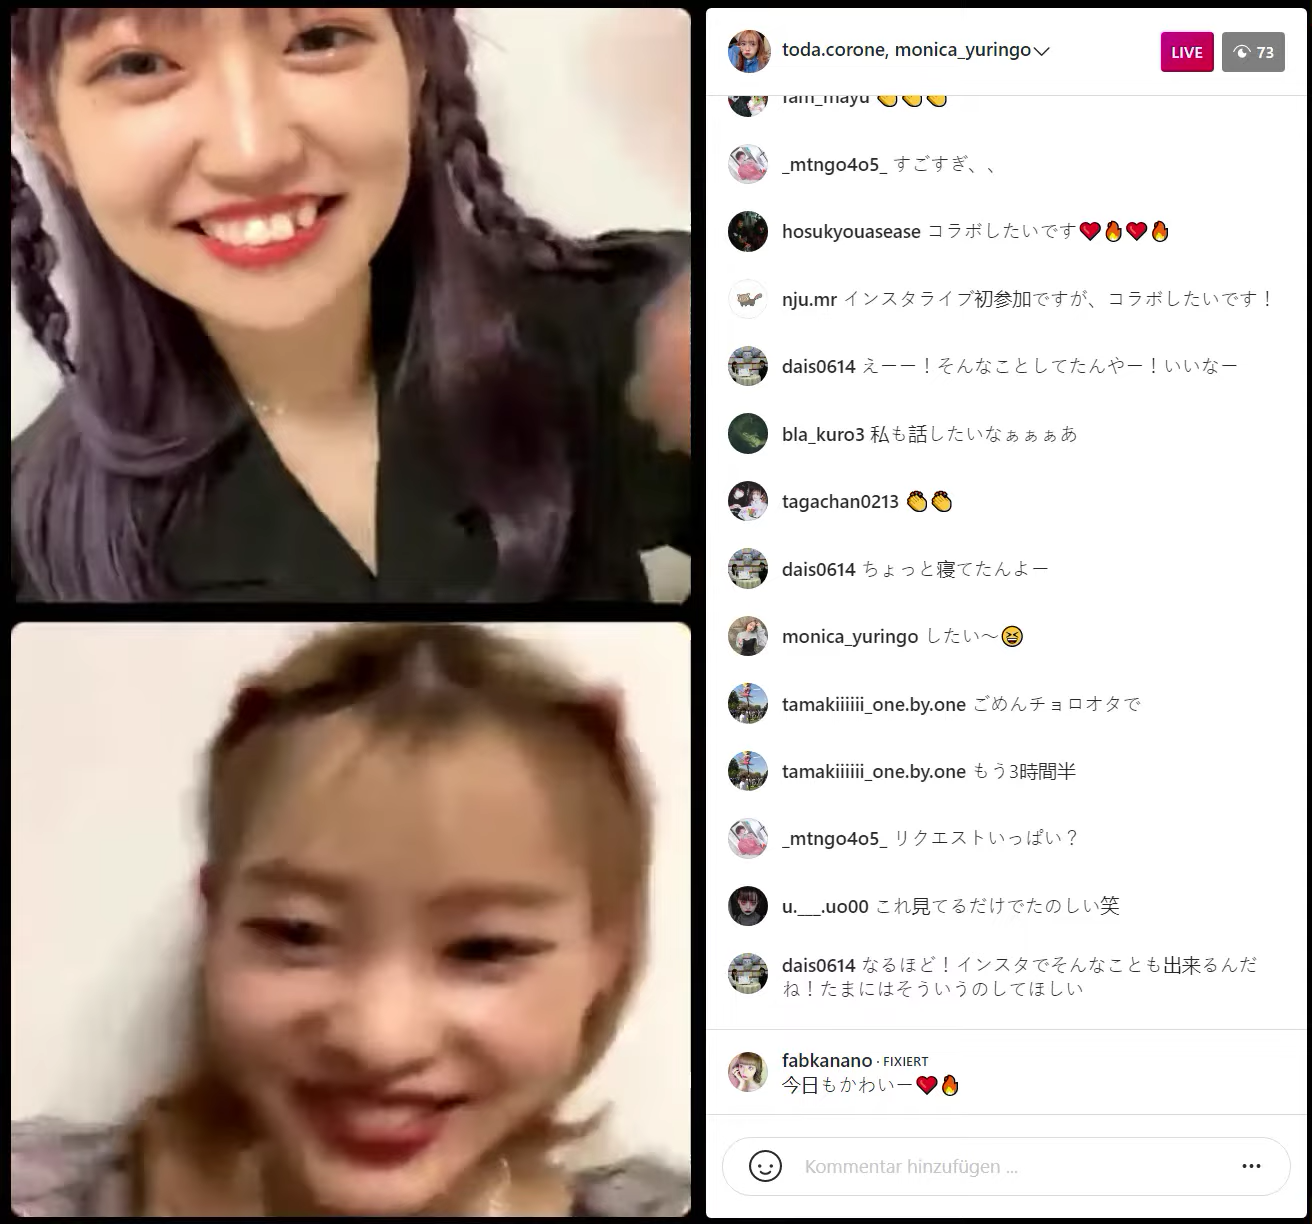 toda.corone, monica_yuringo
LIVE
73
fam_mayu 👏👏👏
_mtngo4o5_ すごすぎ、、
hosukyouasease コラボしたいです❤️🔥❤️🔥
nju.mr インスタライブ初参加ですが、コラボしたいです！
dais0614 えーー！そんなことしてたんやー！いいなー
bla_kuro3 私も話したいなぁぁぁあ
tagachan0213 👏👏
dais0614 ちょっと寝てたんよー
monica_yuringo したい〜😆
tamakiiiiii_one.by.one ごめんチョロオタで
tamakiiiiii_one.by.one もう3時間半
_mtngo4o5_ リクエストいっぱい？
u.___.uo00 これ見てるだけでたのしい笑
dais0614 なるほど！インスタでそんなことも出来るんだ
ね！たまにはそういうのしてほしい
fabkanano · FIXIERT
今日もかわいー❤️🔥
Kommentar hinzufügen ...